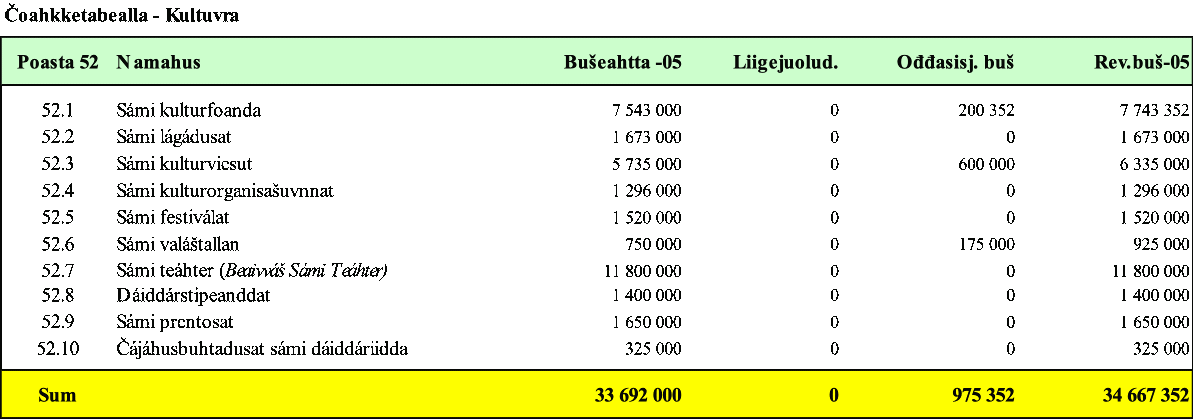 Čoahkketabealla - Kultuvra
Poasta 52 Namahus Bušeahtta -05 Liigejuolud. Ođđasisj. buš Rev.buš-05
52.1 Sámi kulturfoanda 7 543 000 0 200 352 7 743 352
52.2 Sámi lágádusat 1 673 000 0 0 1 673 000
52.3 Sámi kulturviesut 5 735 000 0 600 000 6 335 000
52.4 Sámi kulturorganisašuvnnat 1 296 000 0 0 1 296 000
52.5 Sámi festiválat 1 520 000 0 0 1 520 000
52.6 Sámi valáštallan 750 000 0 175 000 925 000
52.7 Sámi teáhter (Beaivváš Sámi Teáhter) 11 800 000 0 0 11 800 000
52.8 Dáiddárstipeanddat 1 400 000 0 0 1 400 000
52.9 Sámi prentosat 1 650 000 0 0 1 650 000
52.10 Čájáhusbuhtadusat sámi dáiddáriidda 325 000 0 0 325 000
Sum 33 692 000 0 975 352 34 667 352